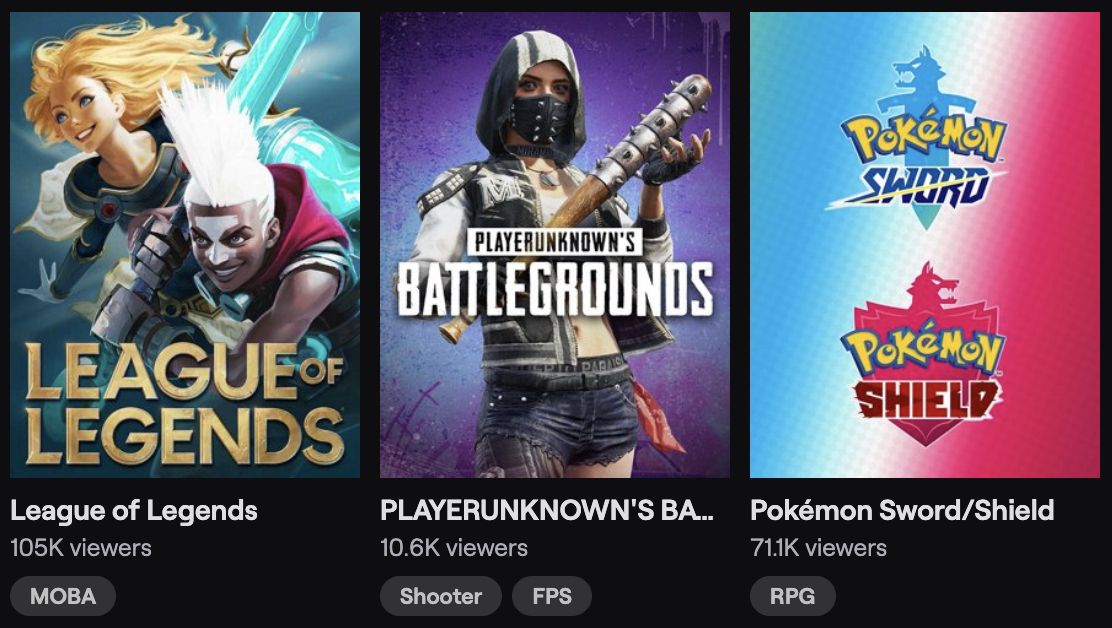 LEAGUE OF
LEGENDS
League of Legends
105K viewers
MOBA
PLAYERUNKNOWN'S
BATTLEGROUNDS
PLAYERUNKNOWN'S BA...
10.6K viewers
Shooter FPS
POKéMON
SWORD
POKéMON
SHIELD
Pokémon Sword/Shield
71.1K viewers
RPG